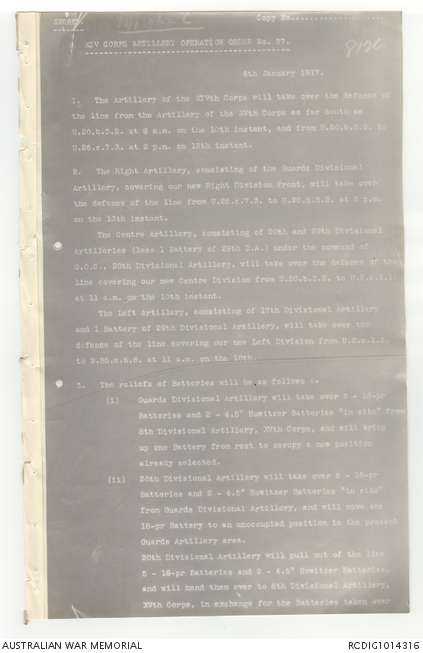 SECRET.
Copy No.
XIV CORPS ARTILLERY OPERATION ORDER No. 37.
6th January 1917.
1. The Artillery of the XIVth Corps will take over the defence of
the line from the Artillery of the XVth Corps as far South as
at 6 a.m. on the 10th instant, and from to
at 2 p.m. on 12th instant.
2. The Right Artillery, consisting of the Guards Divisional
Artillery, covering our new Right Division front, will take over
the defence of the line from to at 2 p.m.
on the 12th instant.
The Centre Artillery, consisting of 20th and 29th Divisional
Artilleries (less 1 Battery of 29th D.A.) under the command of
G.O.C., Divisional Artillery, will take over the defence of the
line covering our new Centre Division from to
at 11 a.m. on the 10th instant.
The Left Artillery, consisting of 17th Divisional Artillery
and 1 Battery of 29th Divisional Artillery, will take over the
defence of the line covering our new Left Division from
to at 11 a.m. on the 10th.
3. The reliefs of Batteries will be as follows :-
(i) Guards Divisional Artillery will take over 18-pr
Batteries and 2 - 4.5" Howitzer Batteries "in situ" from
8th Divisional Artillery, XVth Corps, and will bring
up one Battery from rest to occupy a new position
already selected.
(ii) 20th Divisional Artillery will take over 18-pr
Batteries and 2 - 4.5" Howitzer Batteries "in situ"
from Guards Divisional Artillery, and will move one
18-pr Battery to an unoccupied position in the present
Guards Artillery area.
20th Divisional Artillery will pull out of the line
5 - 18-pr Batteries and 2 - 4.5" Howitzer Batteries,
and will hand them over to 8th Divisional Artillery,
XVth Corps, in exchange for the Batteries taken over
AUSTRALIAN WAR MEMORIAL
RCDIG1014316